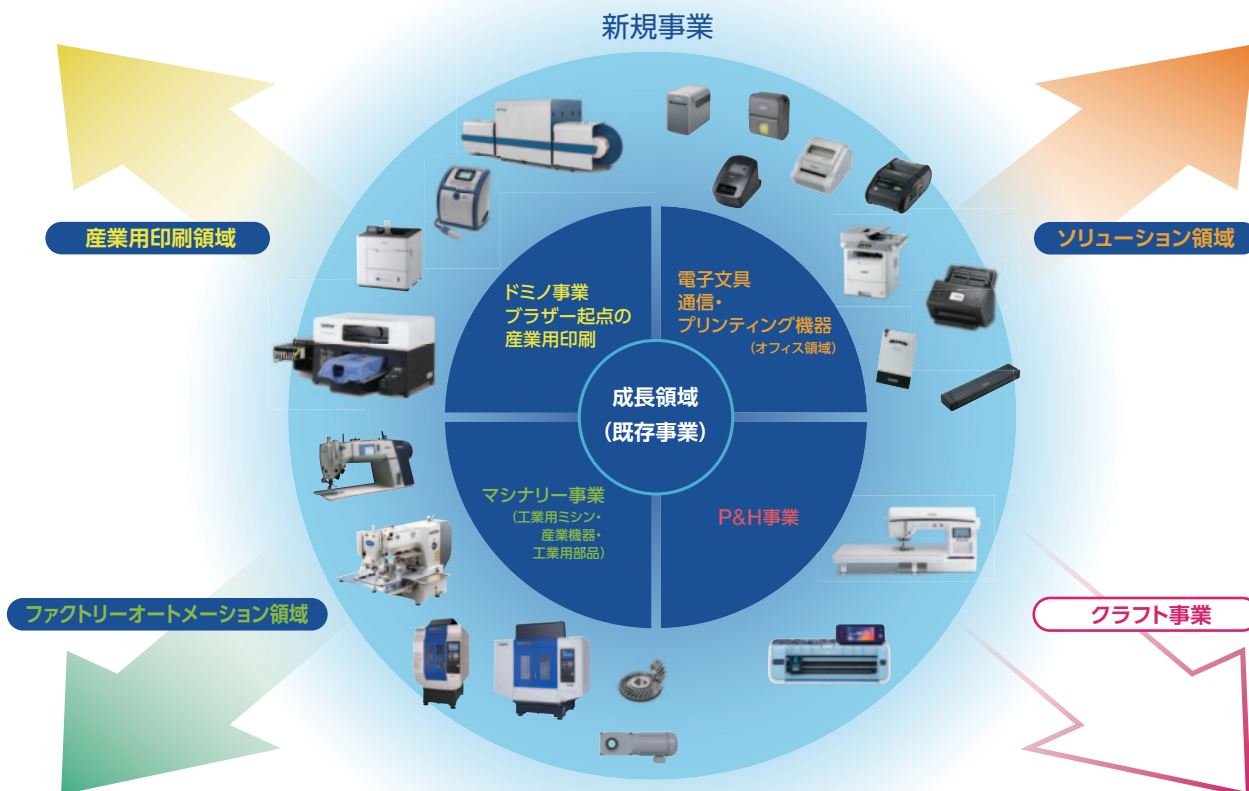 新規事業
産業用印刷領域
ソリューション領域
ドミノ事業
ブラザー起点の
産業用印刷
電子文具
通信・
プリンティング機器
(オフィス領域)
成長領域
(既存事業)
マシナリー事業
(工業用ミシン・
産業機器・
工業用部品)
P&H事業
ファクトリーオートメーション領域
クラフト事業